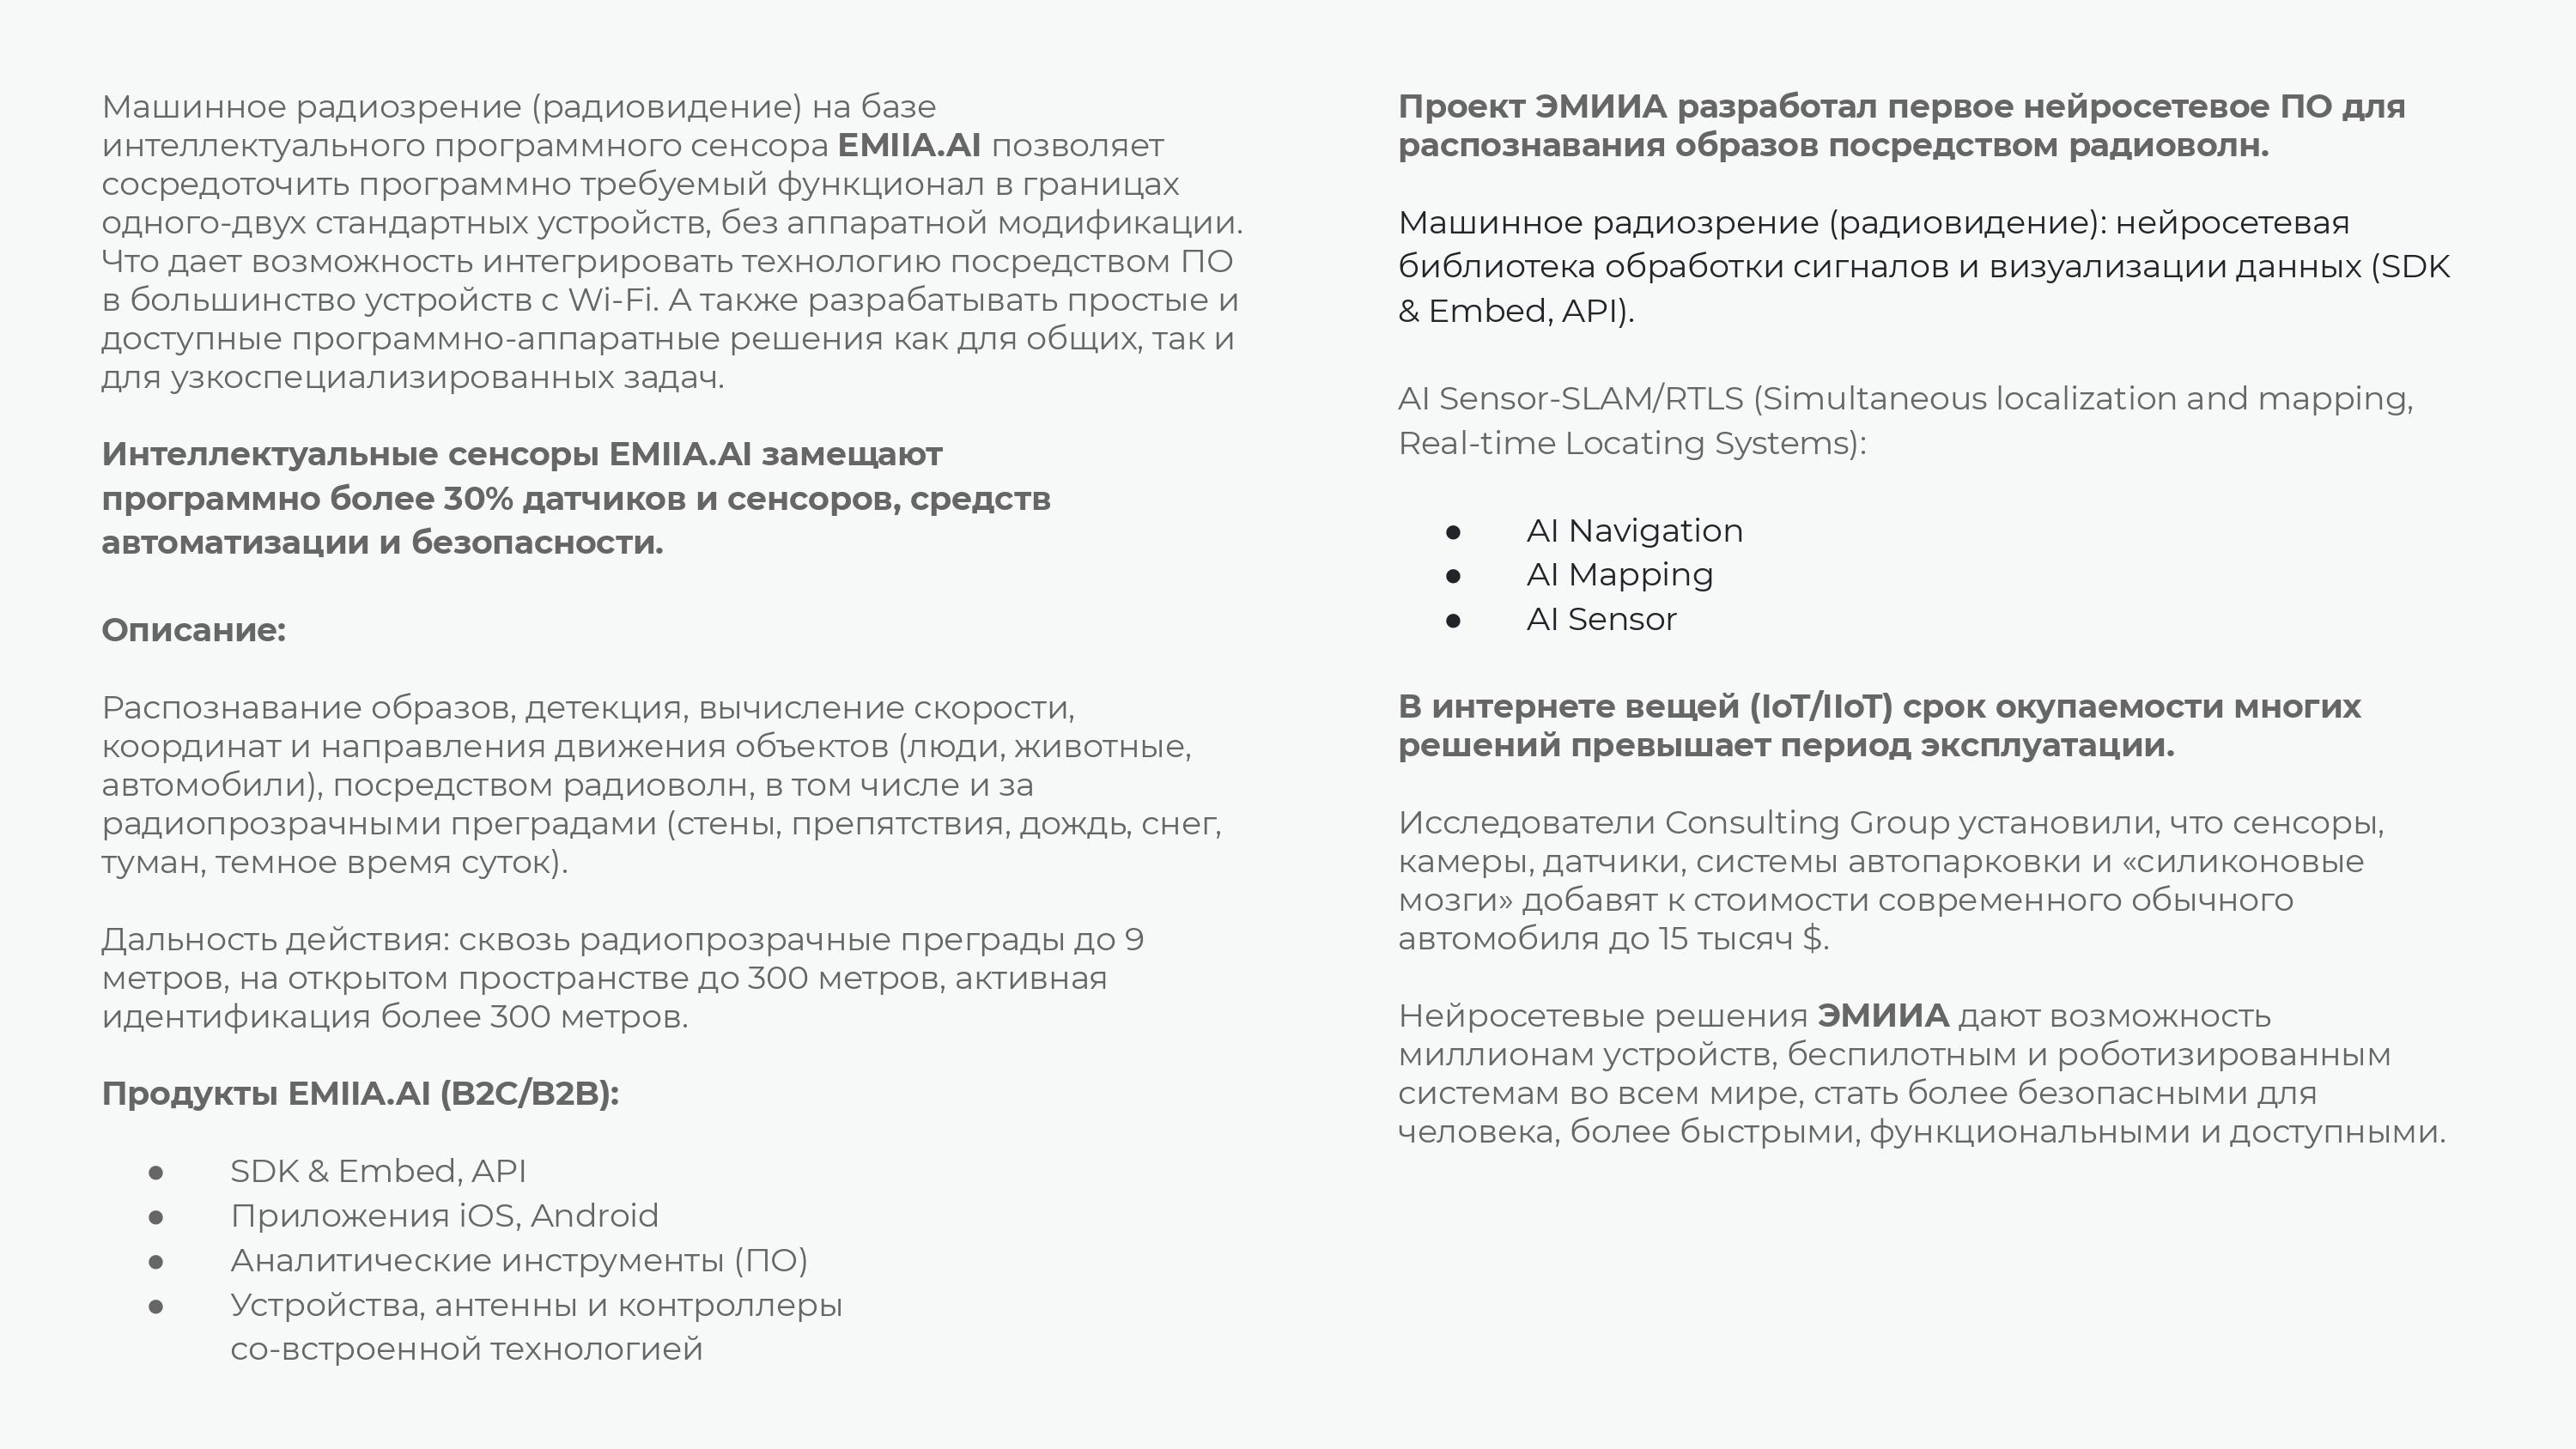 Машинное радиозрение (радиовидение) на базе
интеллектуального программного сенсора EMIIA.AI позволяет
сосредоточить программно требуемый функционал в границах
одного-двух стандартных устройств, без аппаратной модификации.
Что дает возможность интегрировать технологию посредством ПО
в большинство устройств с Wi-Fi. А также разрабатывать простые и
доступные программно-аппаратные решения как для общих, так и
для узкоспециализированных задач.
Интеллектуальные сенсоры EMIIA.AI замещают
программно более 30% датчиков и сенсоров, средств
автоматизации и безопасности.
Описание:
Распознавание образов, детекция, вычисление скорости,
координат и направления движения объектов (люди, животные,
автомобили), посредством радиоволн, в том числе и за
радиопрозрачными преградами (стены, препятствия, дождь, снег,
туман, темное время суток).
Дальность действия: сквозь радиопрозрачные преграды до 9
метров, на открытом пространстве до 300 метров, активная
идентификация более 300 метров.
Продукты EMIIA.AI (B2C/B2B):
● SDK & Embed, API
● Приложения iOS, Android
● Аналитические инструменты (ПО)
● Устройства, антенны и контроллеры
со-встроенной технологией
Проект ЭМИИА разработал первое нейросетевое ПО для
распознавания образов посредством радиоволн.
Машинное радиозрение (радиовидение): нейросетевая
библиотека обработки сигналов и визуализации данных (SDK
& Embed, API).
AI Sensor-SLAM/RTLS (Simultaneous localization and mapping,
Real-time Locating Systems):
● AI Navigation
● AI Mapping
● AI Sensor
В интернете вещей (IoT/IIoT) срок окупаемости многих
решений превышает период эксплуатации.
Исследователи Consulting Group установили, что сенсоры,
камеры, датчики, системы автопарковки и «силиконовые
мозги» добавят к стоимости современного обычного
автомобиля до 15 тысяч $.
Нейросетевые решения ЭМИИА дают возможность
миллионам устройств, беспилотным и роботизированным
системам во всем мире, стать более безопасными для
человека, более быстрыми, функциональными и доступными.